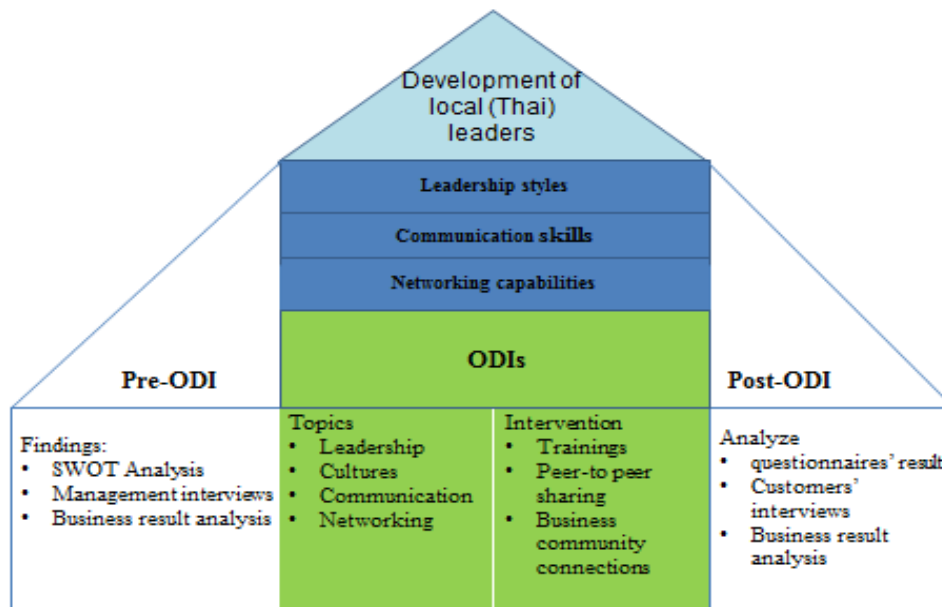 Development of
local (Thai)
leaders
Leadership styles
Communication skills
Networking capabilities
ODIs
Pre-ODI
Post-ODI
Findings:
• SWOT Analysis
• Management interviews
• Business result analysis
Topics
• Leadership
• Cultures
• Communication
• Networking
Intervention
• Trainings
• Peer-to peer
sharing
• Business
community
connections
Analyze
• questionnaires’ result
• Customers’
interviews
• Business result
analysis